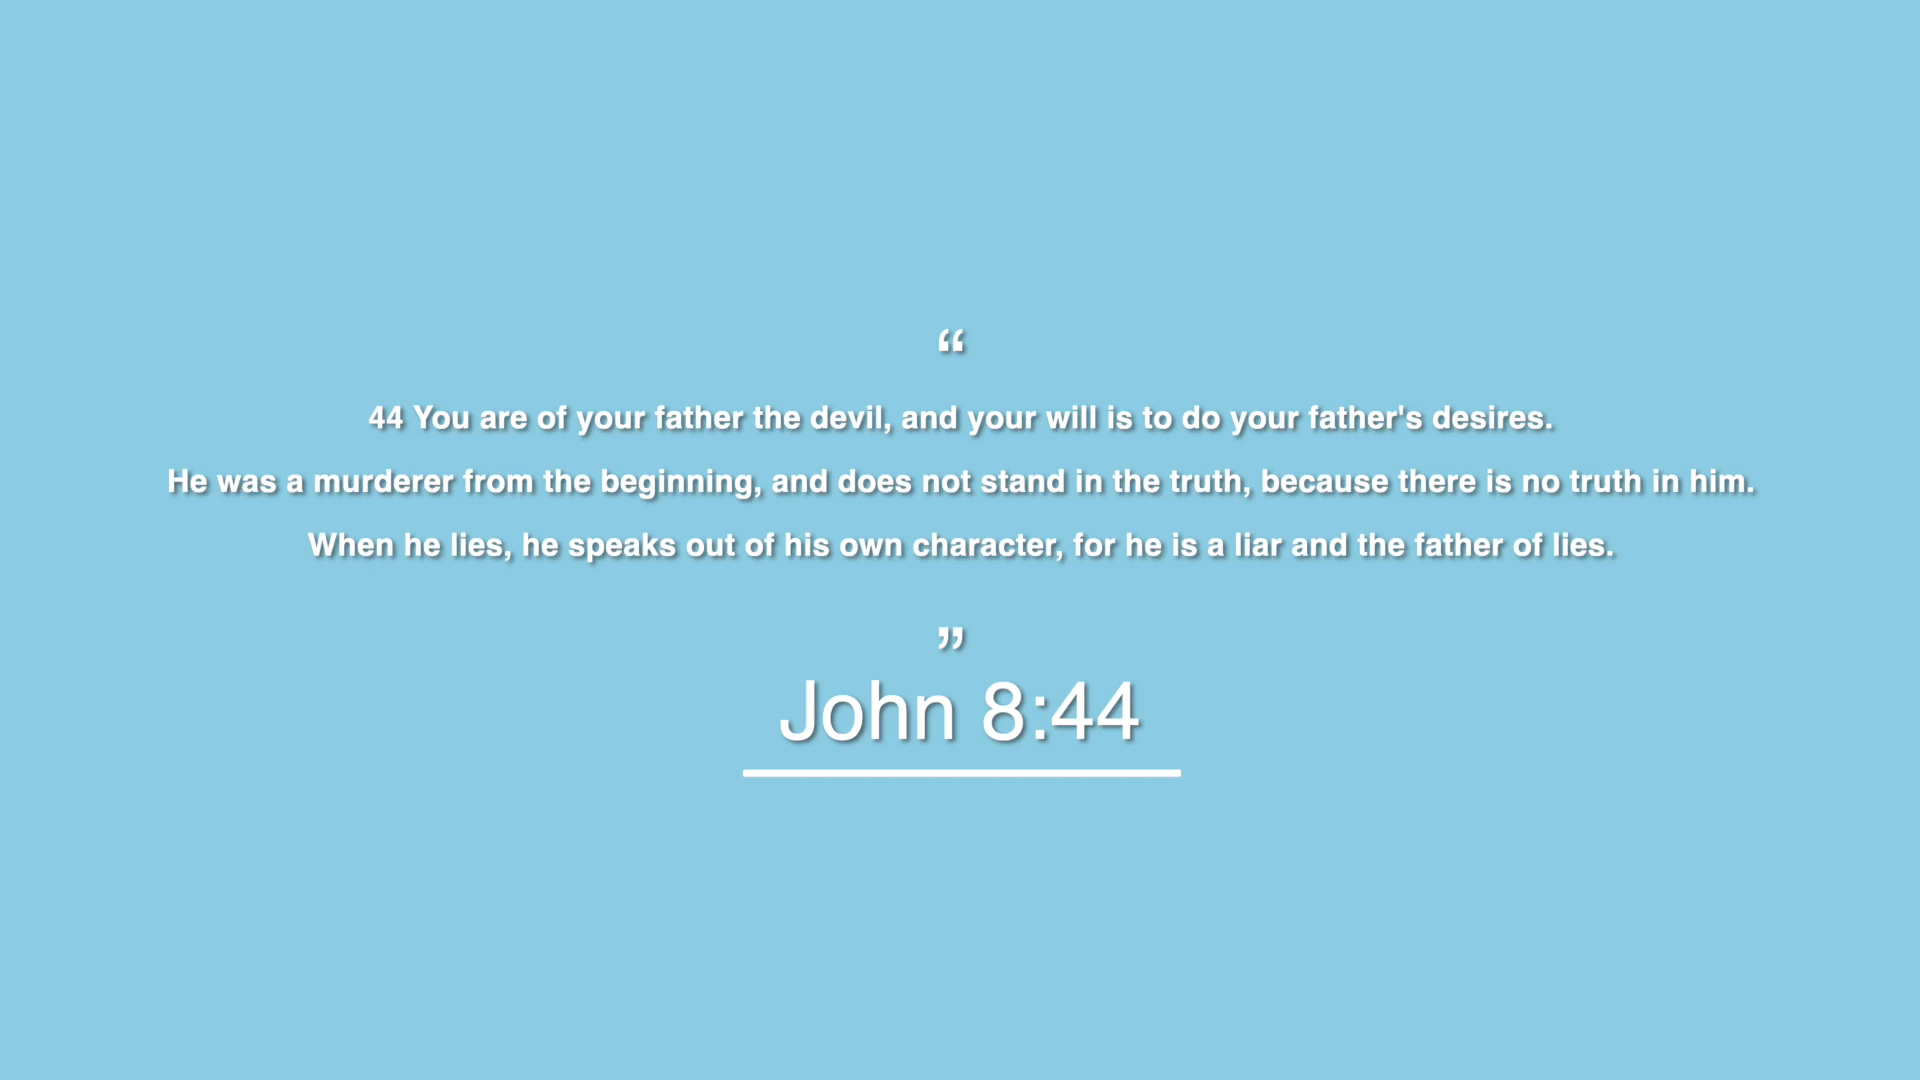 “
44 You are of your father the devil, and your will is to do your father's desires.
He was a murderer from the beginning, and does not stand in the truth, because there is no truth in him.
When he lies, he speaks out of his own character, for he is a liar and the father of lies.
”
John 8:44